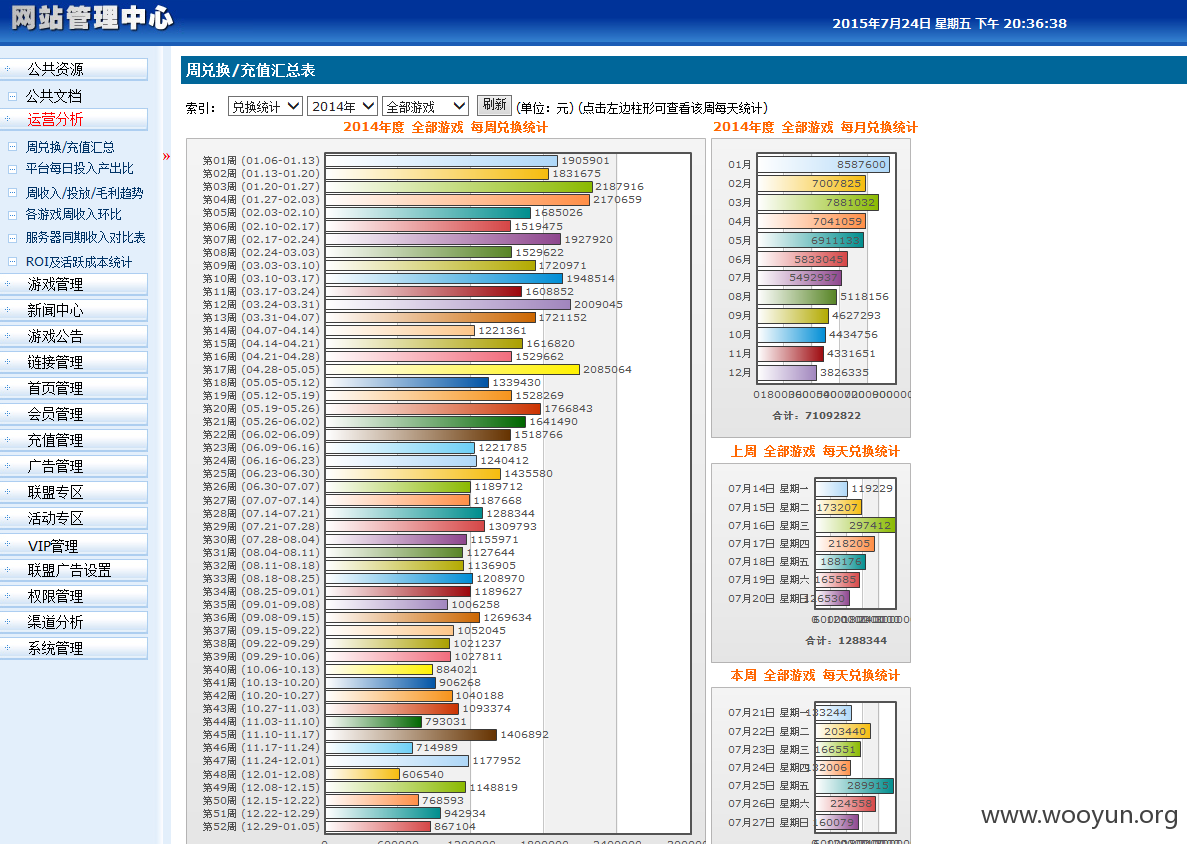 网站管理中心
2015年7月24日 星期五 下午 20:36:38
公共资源
公共文档
运营分析
周兑换/充值汇总
平台每日投入产出比
周收入/投放/毛利趋势
各游戏周收入环比
服务器同期收入对比表
ROI及活跃成本统计
游戏管理
新闻中心
游戏公告
链接管理
首页管理
会员管理
充值管理
广告管理
联盟专区
活动专区
VIP管理
联盟广告设置
权限管理
渠道分析
系统管理
»
周兑换/充值汇总表
索引: 兑换统计 2014年 全部游戏 刷新 (单位: 元) (点击左边柱形可查看该周每天统计)
2014年度 全部游戏 每周兑换统计
第01周 (01.06-01.13) 1905901
第02周 (01.13-01.20) 1831675
第03周 (01.20-01.27) 2187916
第04周 (01.27-02.03) 2170659
第05周 (02.03-02.10) 1685026
第06周 (02.10-02.17) 1519475
第07周 (02.17-02.24) 1927920
第08周 (02.24-03.03) 1529622
第09周 (03.03-03.10) 1720971
第10周 (03.10-03.17) 1948514
第11周 (03.17-03.24) 1608852
第12周 (03.24-03.31) 2009045
第13周 (03.31-04.07) 1721152
第14周 (04.07-04.14) 1221361
第15周 (04.14-04.21) 1616820
第16周 (04.21-04.28) 1529662
第17周 (04.28-05.05) 2085064
第18周 (05.05-05.12) 1339430
第19周 (05.12-05.19) 1528269
第20周 (05.19-05.26) 1766843
第21周 (05.26-06.02) 1641490
第22周 (06.02-06.09) 1518766
第23周 (06.09-06.16) 1221785
第24周 (06.16-06.23) 1240412
第25周 (06.23-06.30) 1435580
第26周 (06.30-07.07) 1189712
第27周 (07.07-07.14) 1187668
第28周 (07.14-07.21) 1288344
第29周 (07.21-07.28) 1309793
第30周 (07.28-08.04) 1155971
第31周 (08.04-08.11) 1127644
第32周 (08.11-08.18) 1136905
第33周 (08.18-08.25) 1208970
第34周 (08.25-09.01) 1189627
第35周 (09.01-09.08) 1006258
第36周 (09.08-09.15) 1269634
第37周 (09.15-09.22) 1052045
第38周 (09.22-09.29) 1021237
第39周 (09.29-10.06) 1027811
第40周 (10.06-10.13) 884021
第41周 (10.13-10.20) 906268
第42周 (10.20-10.27) 1040188
第43周 (10.27-11.03) 1093374
第44周 (11.03-11.10) 793031
第45周 (11.10-11.17) 1406892
第46周 (11.17-11.24) 714989
第47周 (11.24-12.01) 1177952
第48周 (12.01-12.08) 606540
第49周 (12.08-12.15) 1148819
第50周 (12.15-12.22) 768593
第51周 (12.22-12.29) 942934
第52周 (12.29-01.05) 867104
2014年度 全部游戏 每月兑换统计
01月 8587600
02月 7007825
03月 7881032
04月 7041059
05月 6911133
06月 5833045
07月 5492937
08月 5118156
09月 4627293
10月 4434756
11月 4331651
12月 3826335
合计: 71092822
上周 全部游戏 每天兑换统计
07月14日 星期一 119229
07月15日 星期二 173207
07月16日 星期三 297412
07月17日 星期四 218205
07月18日 星期五 188176
07月19日 星期六 165585
07月20日 星期日 126530
合计: 1288344
本周 全部游戏 每天兑换统计
07月21日 星期一 133244
07月22日 星期二 203440
07月23日 星期三 166551
07月24日 星期四 132006
07月25日 星期五 289915
07月26日 星期六 224558
07月27日 星期日 160079
www.wooyun.org